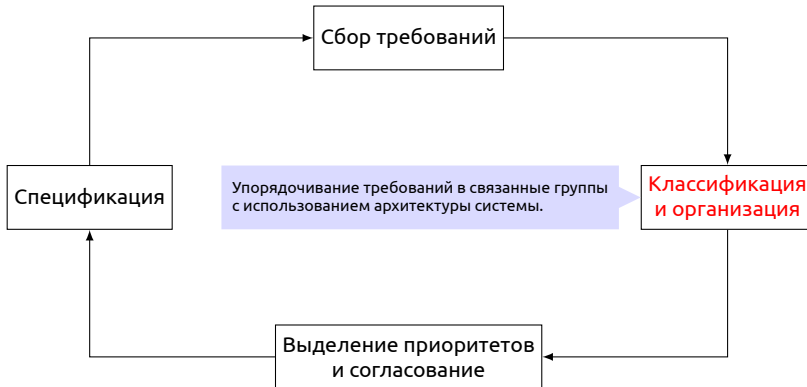 Сбор требований
Спецификация
Упорядочивание требований в связанные группы
с использованием архитектуры системы.
Классификация
и организация
Выделение приоритетов
и согласование